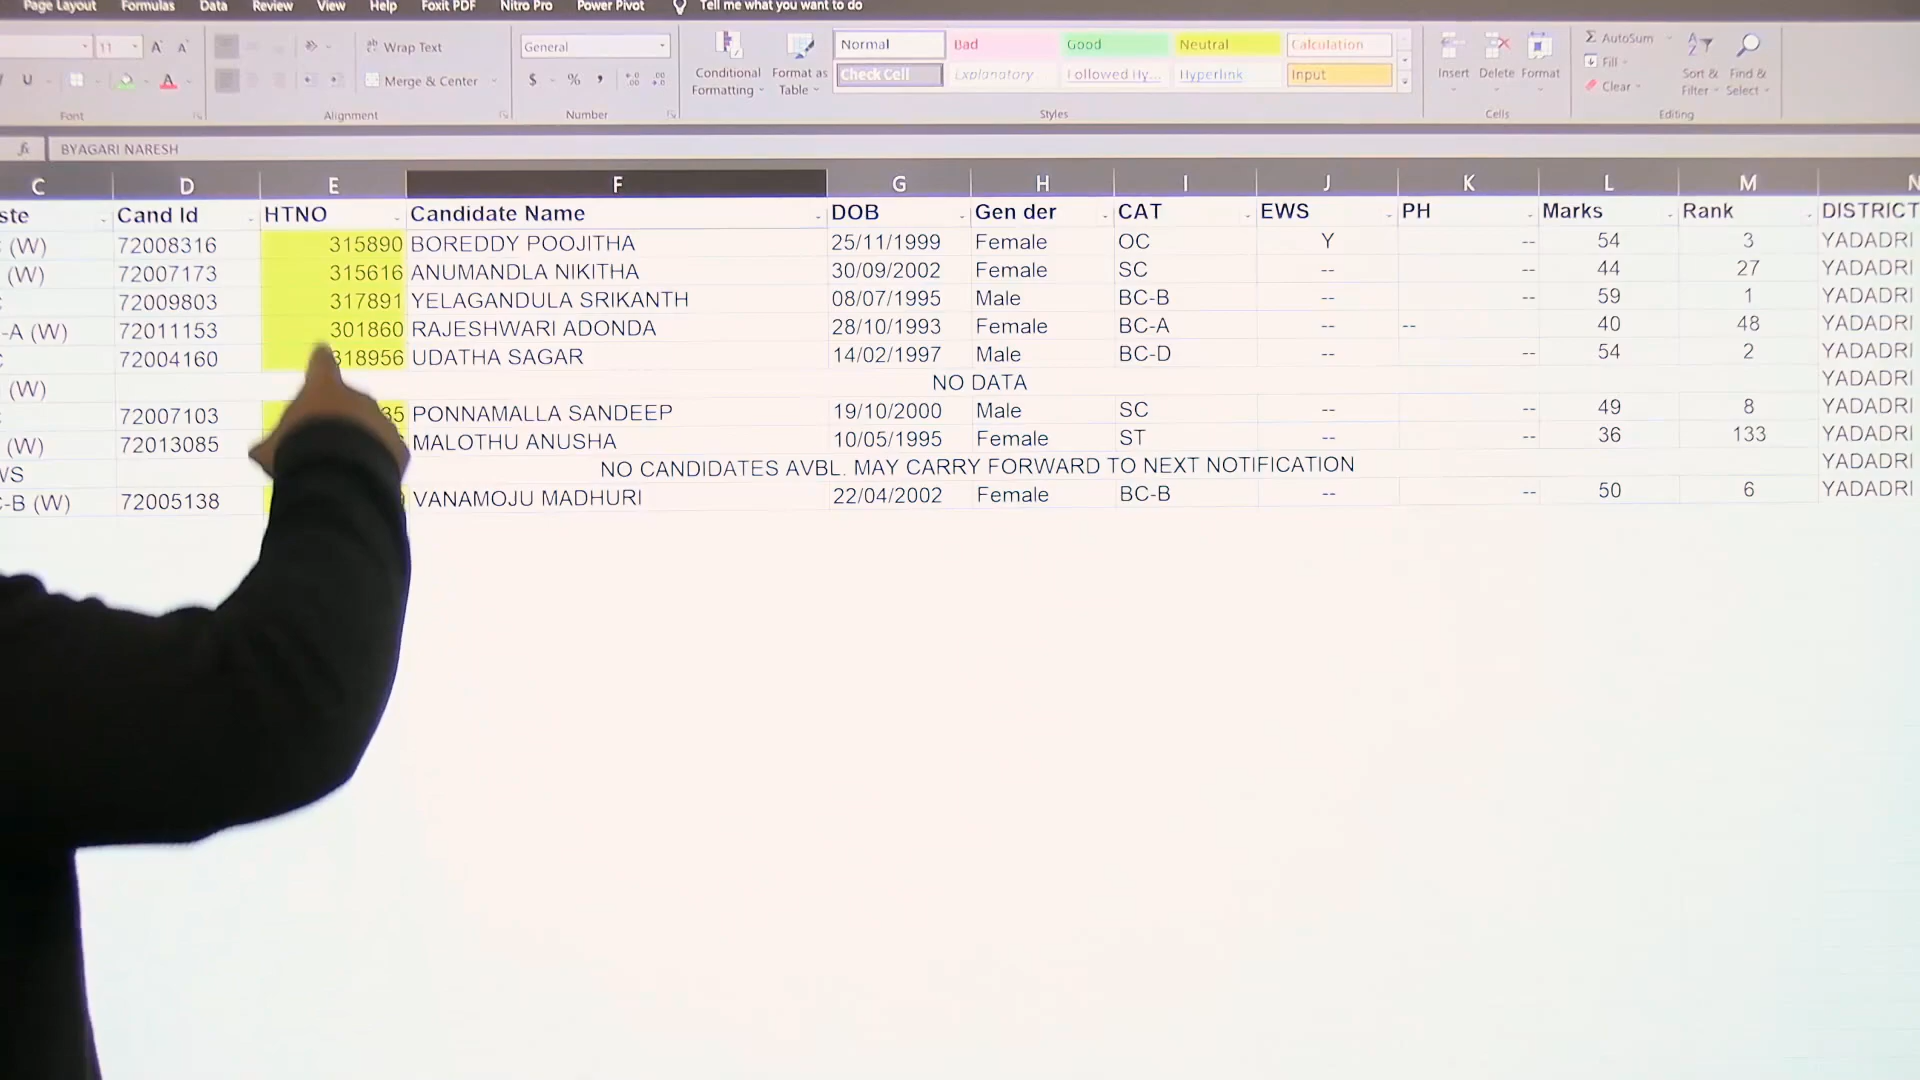 Page Layout Formulas Data Review View Help Foxit PDF Nitro Pro Power Pivot Tell me what you want to do
11 A A Wrap Text General Normal Bad Good Neutral Calculation AutoSum
U A Merge & Center $ % , Conditional Formatting Format as Table Check Cell Explanatory Followed Hy... Hyperlink Input Insert Delete Format Fill Clear Sort & Filter Find & Select
Font Alignment Number Styles Cells Editing
fx BYAGARI NARESH
C D E F G H I J K L M N
ste Cand Id HTNO Candidate Name DOB Gen der CAT EWS PH Marks Rank DISTRICT
(W) 72008316 315890 BOREDDY POOJITHA 25/11/1999 Female OC Y -- 54 3 YADADRI
(W) 72007173 315616 ANUMANDLA NIKITHA 30/09/2002 Female SC -- -- 44 27 YADADRI
72009803 317891 YELAGANDULA SRIKANTH 08/07/1995 Male BC-B -- -- 59 1 YADADRI
-A (W) 72011153 301860 RAJESHWARI ADONDA 28/10/1993 Female BC-A -- -- 40 48 YADADRI
72004160 318956 UDATHA SAGAR 14/02/1997 Male BC-D -- -- 54 2 YADADRI
(W) NO DATA YADADRI
72007103 35 PONNAMALLA SANDEEP 19/10/2000 Male SC -- -- 49 8 YADADRI
(W) 72013085 MALOTHU ANUSHA 10/05/1995 Female ST -- -- 36 133 YADADRI
WS NO CANDIDATES AVBL. MAY CARRY FORWARD TO NEXT NOTIFICATION YADADRI
C-B (W) 72005138 VANAMOJU MADHURI 22/04/2002 Female BC-B -- -- 50 6 YADADRI